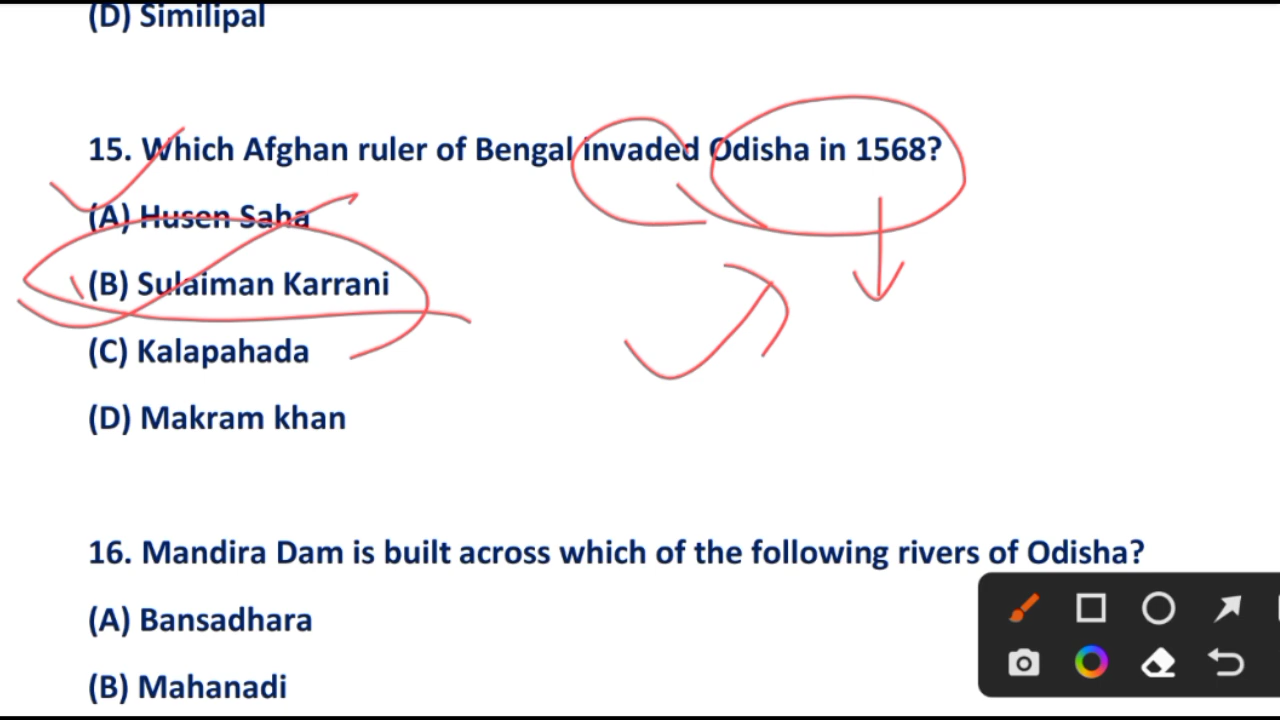 (D) Similipal
15. Which Afghan ruler of Bengal invaded Odisha in 1568?
(A) Husen Saha
(B) Sulaiman Karrani
(C) Kalapahada
(D) Makram khan
16. Mandira Dam is built across which of the following rivers of Odisha?
(A) Bansadhara
(B) Mahanadi